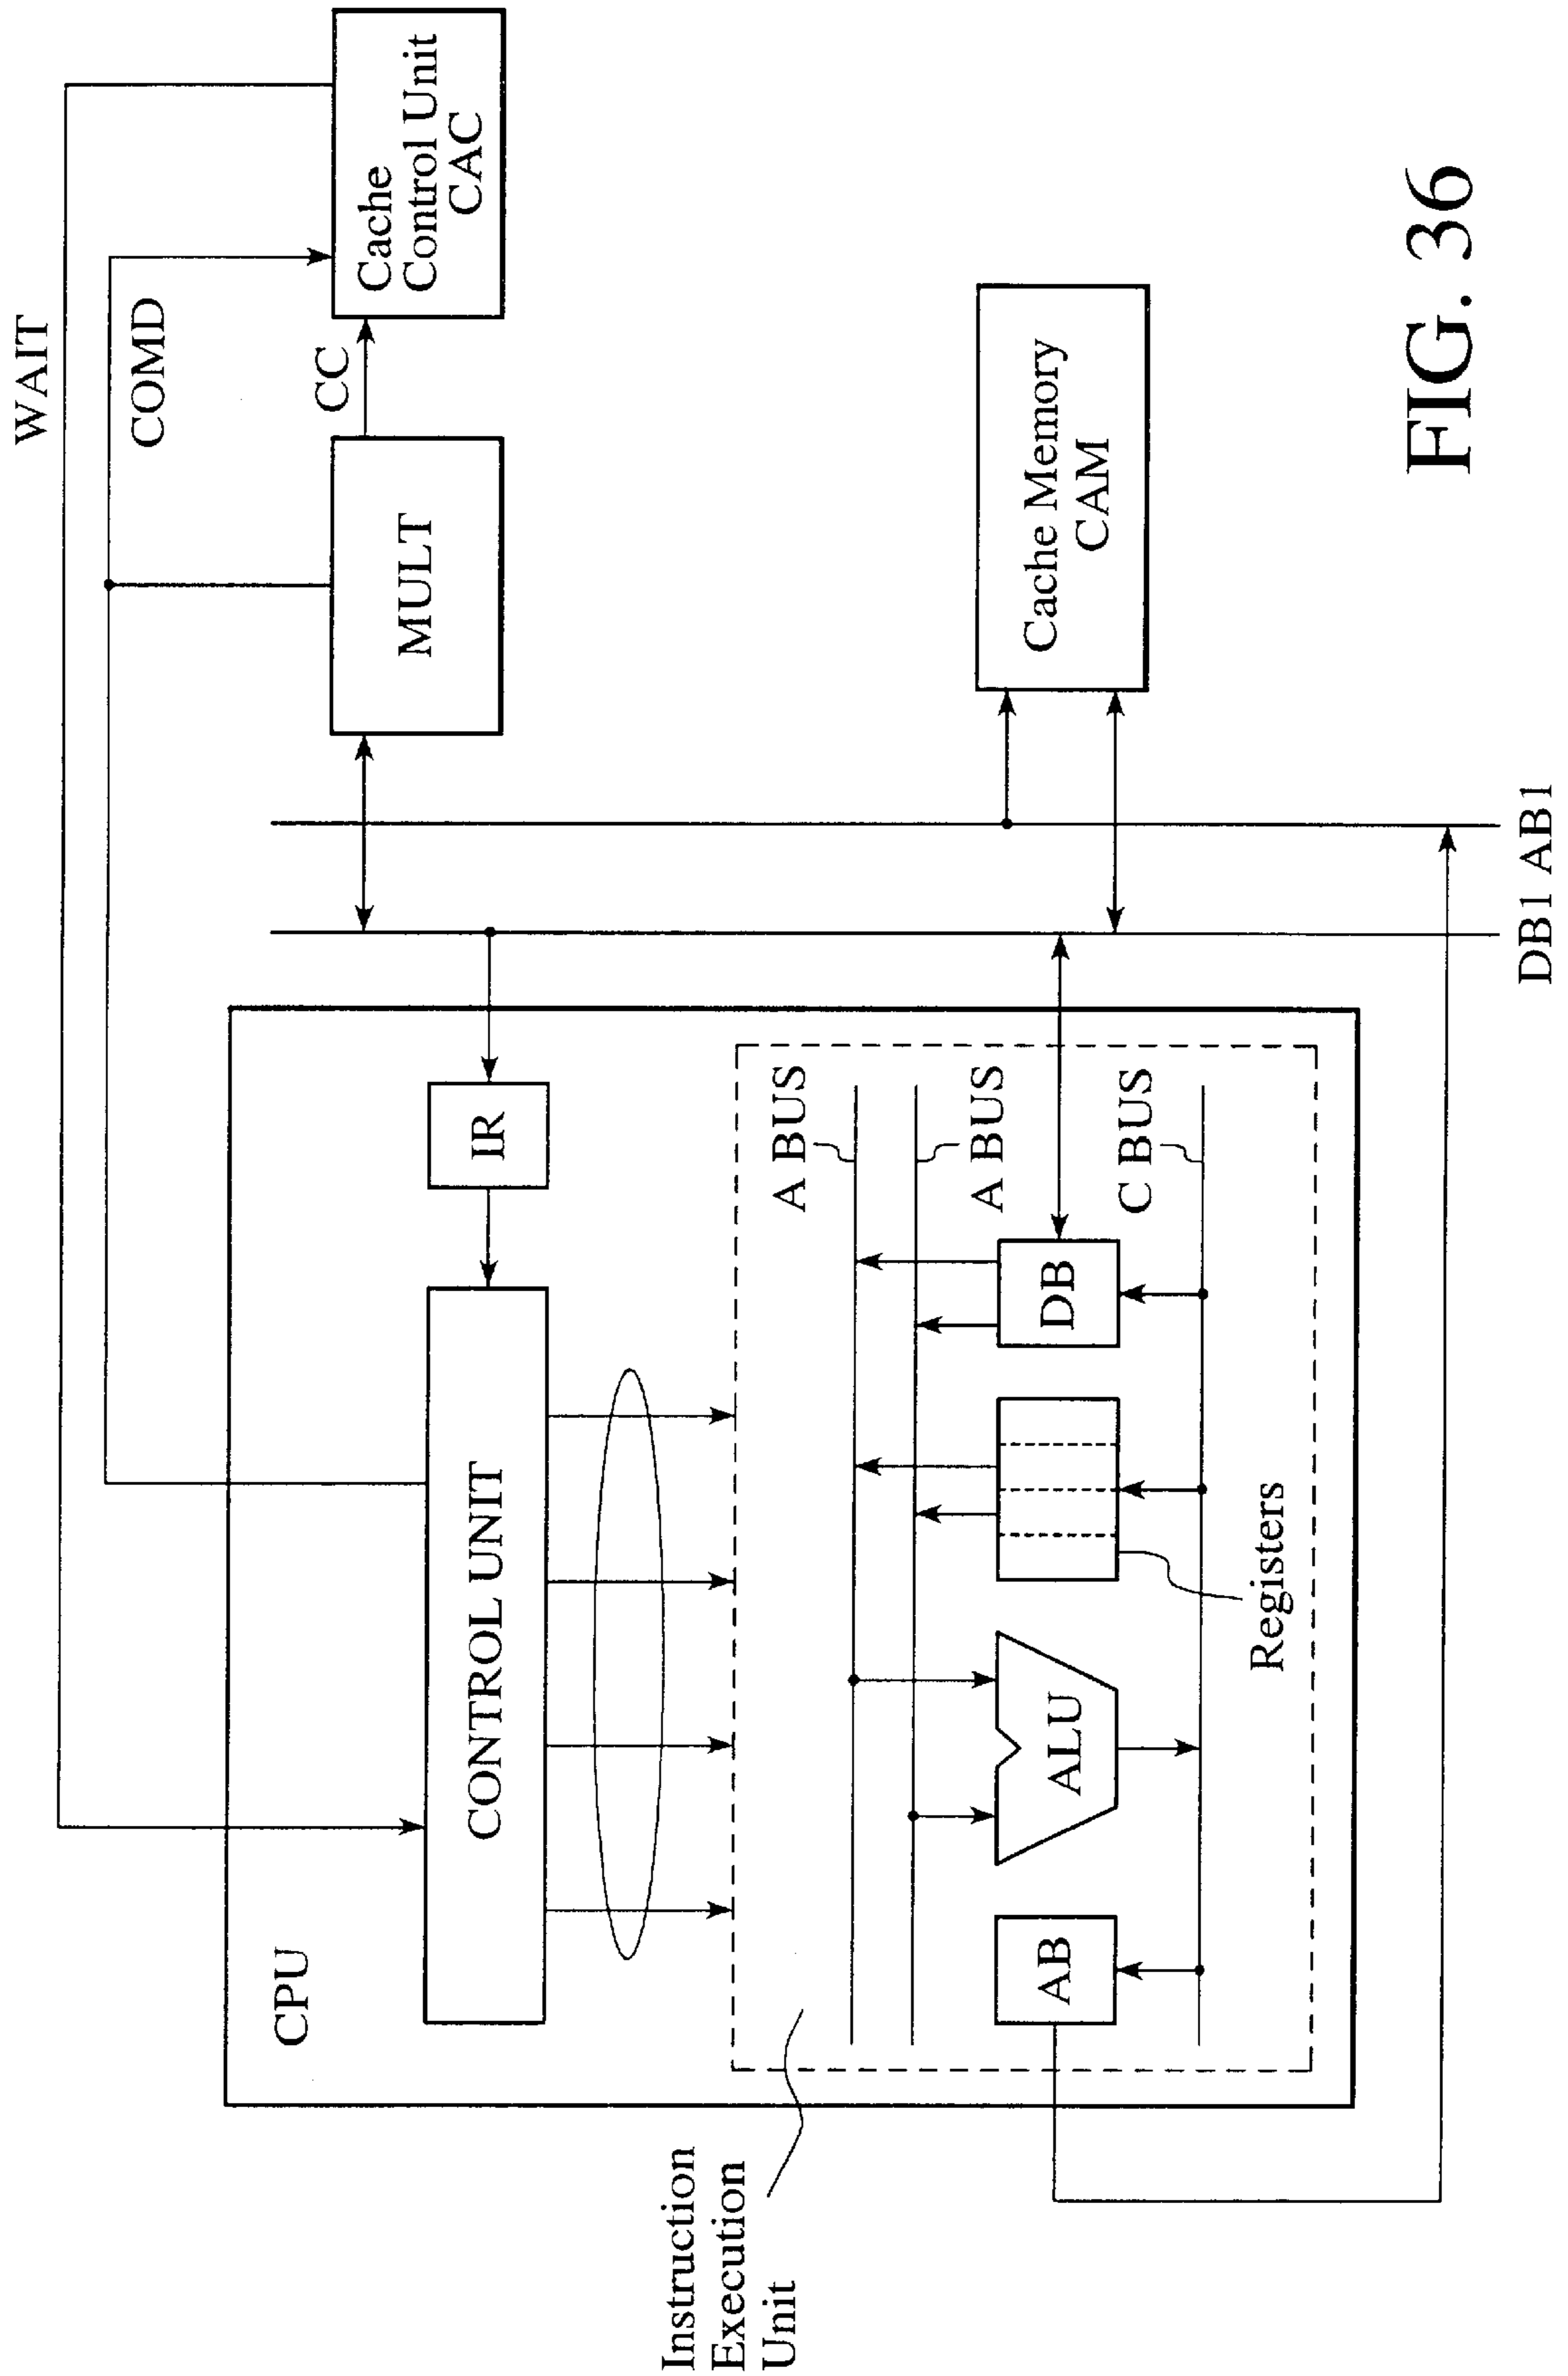 WAIT
COMD
CPU
CONTROL UNIT
IR
MULT
CC
Cache
Control Unit
CAC
Instruction
Execution
Unit
A BUS
A BUS
C BUS
AB
ALU
Registers
DB
Cache Memory
CAM
DB1 AB1
FIG. 36